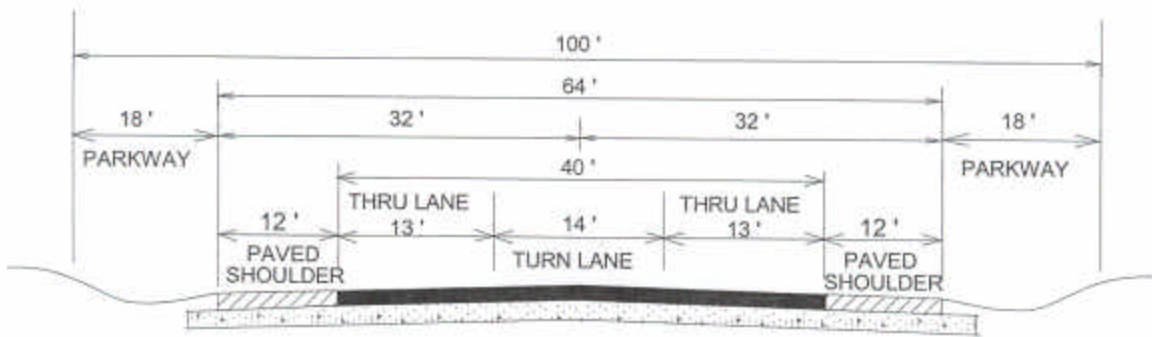 100 '
64 '
18 ' 32 ' 32 ' 18 '
PARKWAY PARKWAY
40 '
THRU LANE THRU LANE
12 ' 13 ' 14 ' 13 ' 12 '
PAVED SHOULDER TURN LANE PAVED SHOULDER